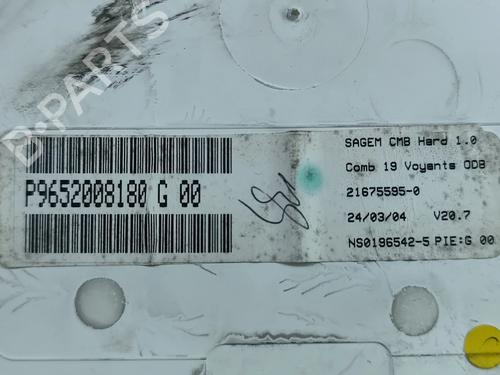 B-PARTS
P9652008180 G 00
SAGEM CMB Hard 1.0
Comb 19 Voyants ODB
21675595-0
24/03/04 V20.7
NS0196542-5 PIE:G 00